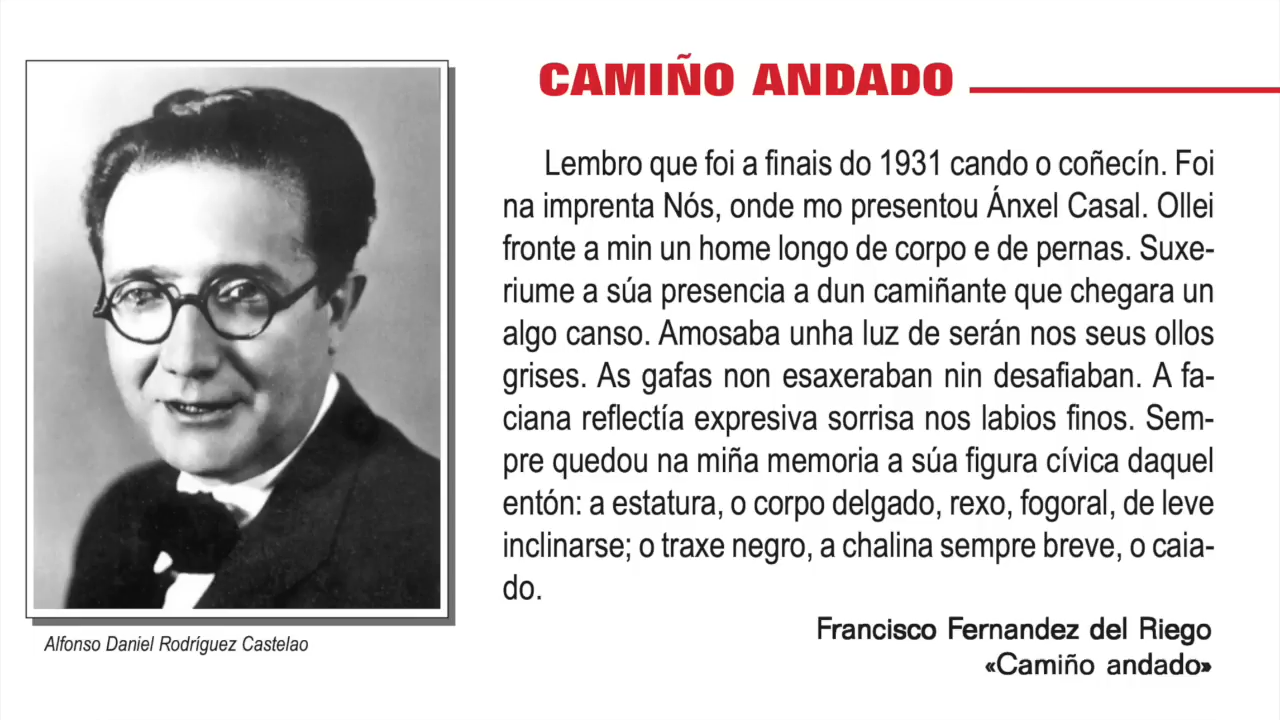 CAMIÑO ANDADO
Lembro que foi a finais do 1931 cando o coñecín. Foi
na imprenta Nós, onde mo presentou Ánxel Casal. Ollei
fronte a min un home longo de corpo e de pernas. Suxe-
riume a súa presencia a dun camiñante que chegara un
algo canso. Amosaba unha luz de serán nos seus ollos
grises. As gafas non esaxeraban nin desafiaban. A fa-
ciana reflectía expresiva sorrisa nos labios finos. Sem-
pre quedou na miña memoria a súa figura cívica daquel
entón: a estatura, o corpo delgado, rexo, fogoral, de leve
inclinarse; o traxe negro, a chalina sempre breve, o caia-
do.
Francisco Fernandez del Riego
«Camiño andado»
Alfonso Daniel Rodríguez Castelao